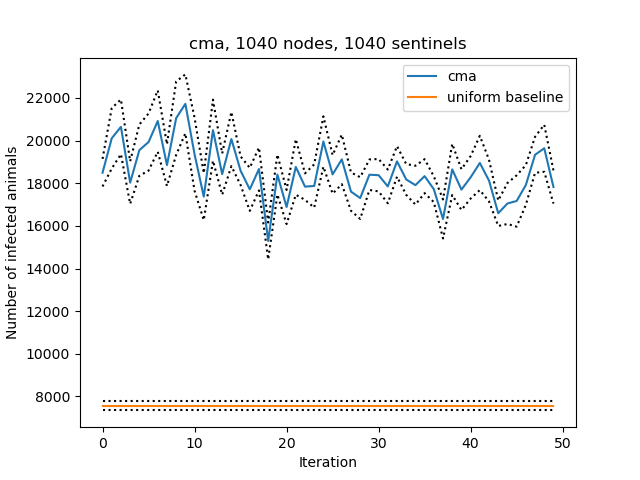 cma, 1040 nodes, 1040 sentinels
cma
uniform baseline
Number of infected animals
22000
20000
18000
16000
14000
12000
10000
8000
0 10 20 30 40 50
Iteration